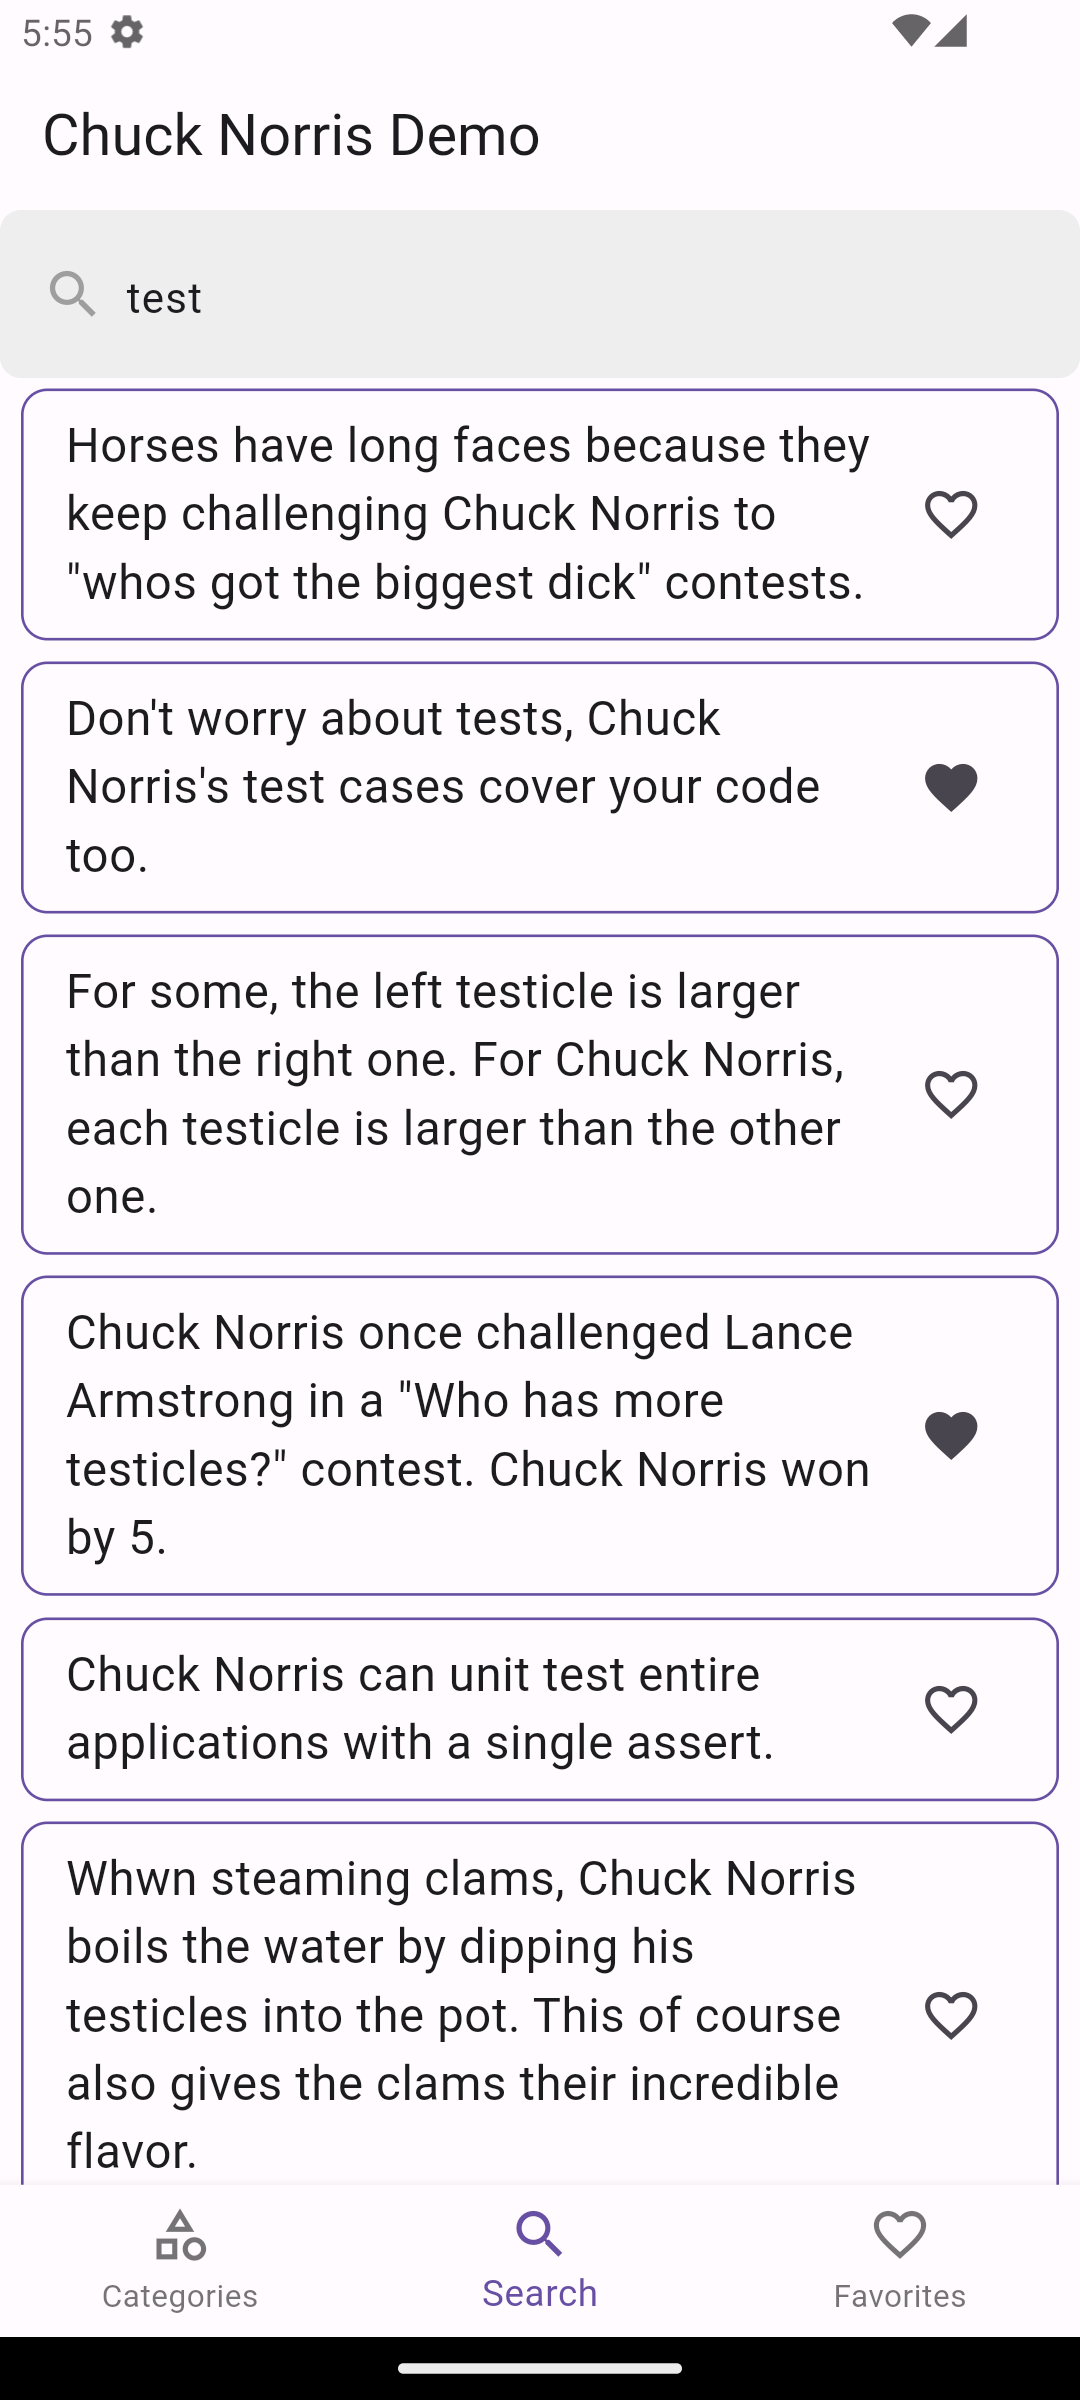 5:55
Chuck Norris Demo
test
Horses have long faces because they
keep challenging Chuck Norris to
"whos got the biggest dick" contests.
Don't worry about tests, Chuck
Norris's test cases cover your code
too.
For some, the left testicle is larger
than the right one. For Chuck Norris,
each testicle is larger than the other
one.
Chuck Norris once challenged Lance
Armstrong in a "Who has more
testicles?" contest. Chuck Norris won
by 5.
Chuck Norris can unit test entire
applications with a single assert.
Whwn steaming clams, Chuck Norris
boils the water by dipping his
testicles into the pot. This of course
also gives the clams their incredible
flavor.
Categories
Search
Favorites